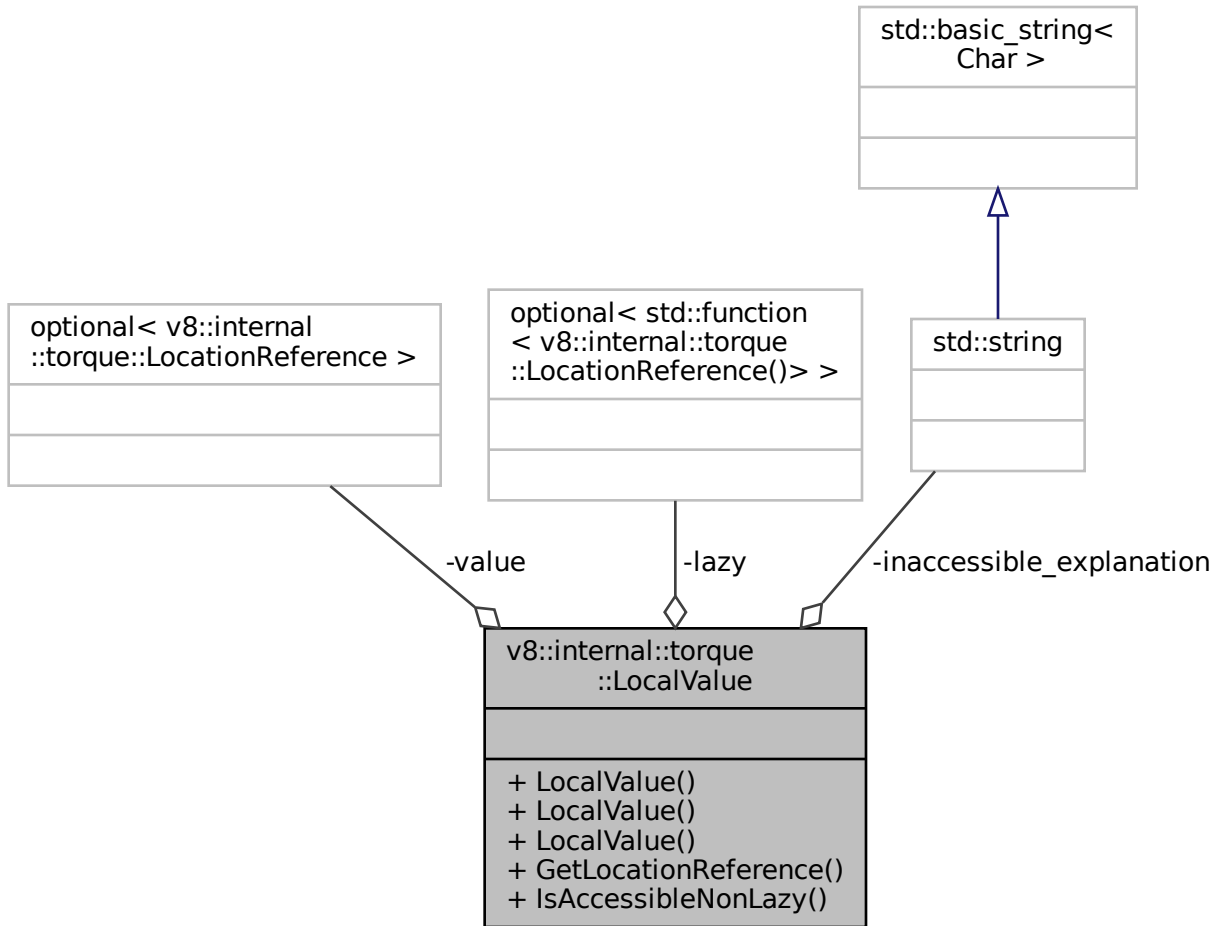 std::basic_string<
Char >
optional< v8::internal
::torque::LocationReference >
optional< std::function
< v8::internal::torque
::LocationReference()> >
std::string
-value
-lazy
-inaccessible_explanation
v8::internal::torque
::LocalValue
+ LocalValue()
+ LocalValue()
+ LocalValue()
+ GetLocationReference()
+ IsAccessibleNonLazy()